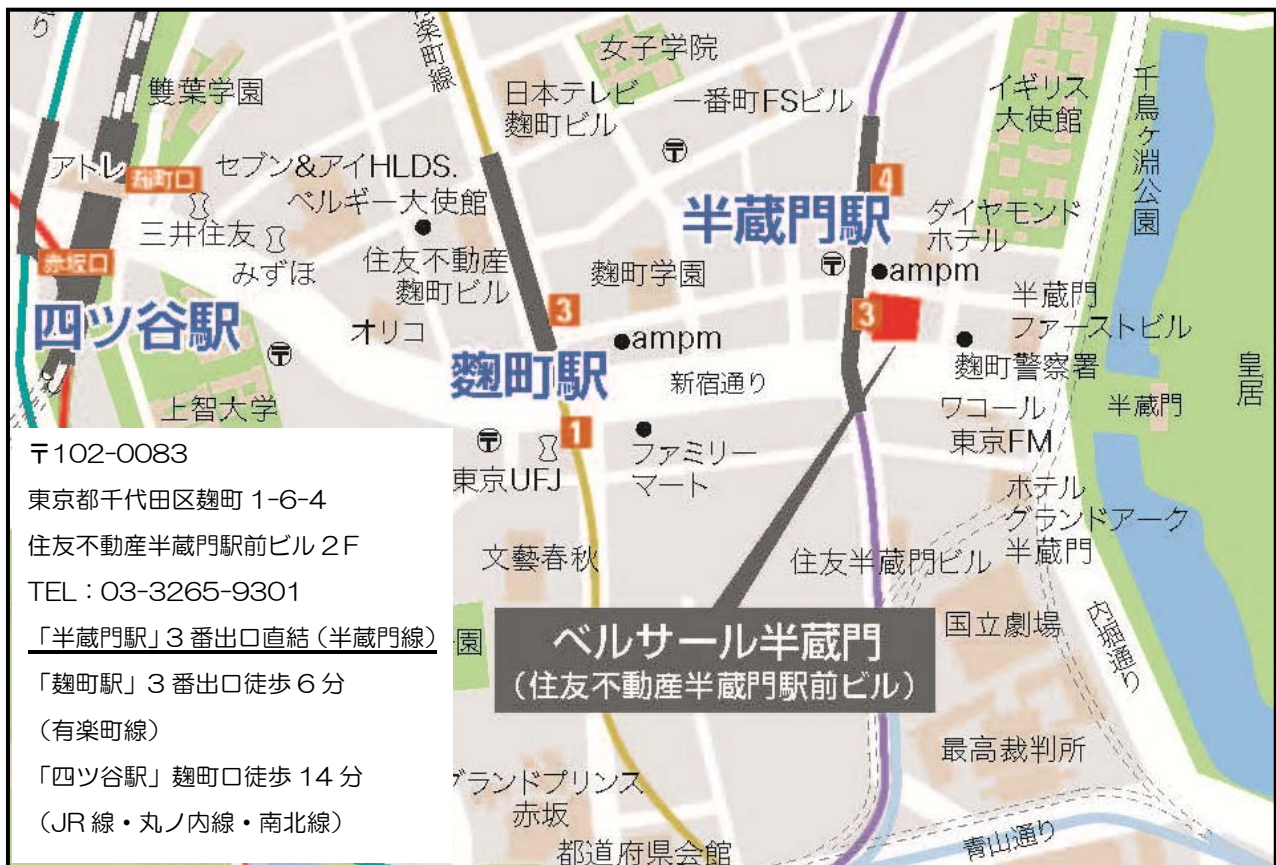 り
有楽町線
女子学院
雙葉学園
日本テレビ
麴町ビル
一番町FSビル
イギリス
大使館
千鳥ヶ淵公園
アトレ
麴町口
セブン&アイHLDS.
ベルギー大使館
4
半蔵門駅
ダイヤモンド
ホテル
三井住友
みずほ
赤坂口
住友不動産
麴町ビル
麴町学園
〒
ampm
半蔵門
ファーストビル
四ツ谷駅
オリコ
3
ampm
3
麴町警察署
皇居
〒
麴町駅
新宿通り
上智大学
ワコール
東京FM
半蔵門
〒
1
東京UFJ
ファミリー
マート
ホテル
グランドアーク
半蔵門
文藝春秋
住友半蔵門ビル
〒
国立劇場
内堀通り
園
ベルサール半蔵門
(住友不動産半蔵門駅前ビル)
最高裁判所
グランドプリンス
赤坂
都道府県会館
青山通り
〒102-0083
東京都千代田区麹町 1-6-4
住友不動産半蔵門駅前ビル 2F
TEL：03-3265-9301
「半蔵門駅」3 番出口直結（半蔵門線）
「麹町駅」3 番出口徒歩 6 分
（有楽町線）
「四ツ谷駅」麹町口徒歩 14 分
（JR 線・丸ノ内線・南北線）